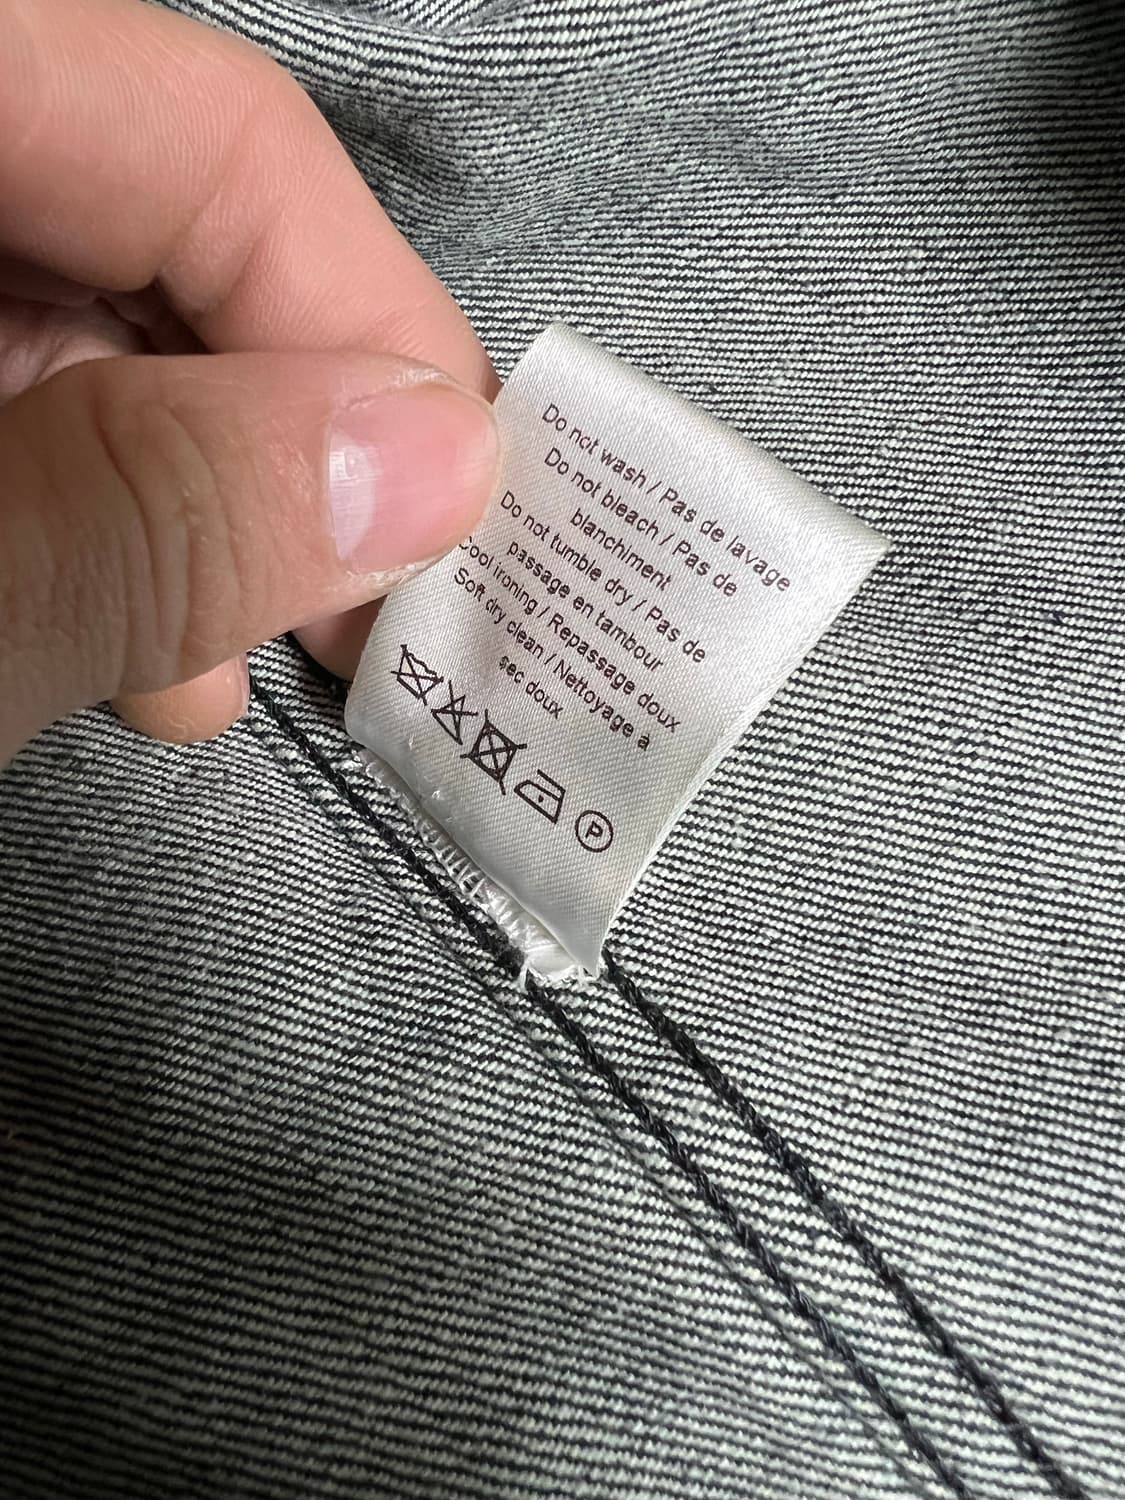 Do not wash / Pas de lavage
Do not bleach / Pas de
blanchiment
Do not tumble dry / Pas de
passage en tambour
Cool ironing / Repassage doux
Soft dry clean / Nettoyage à
sec doux
P